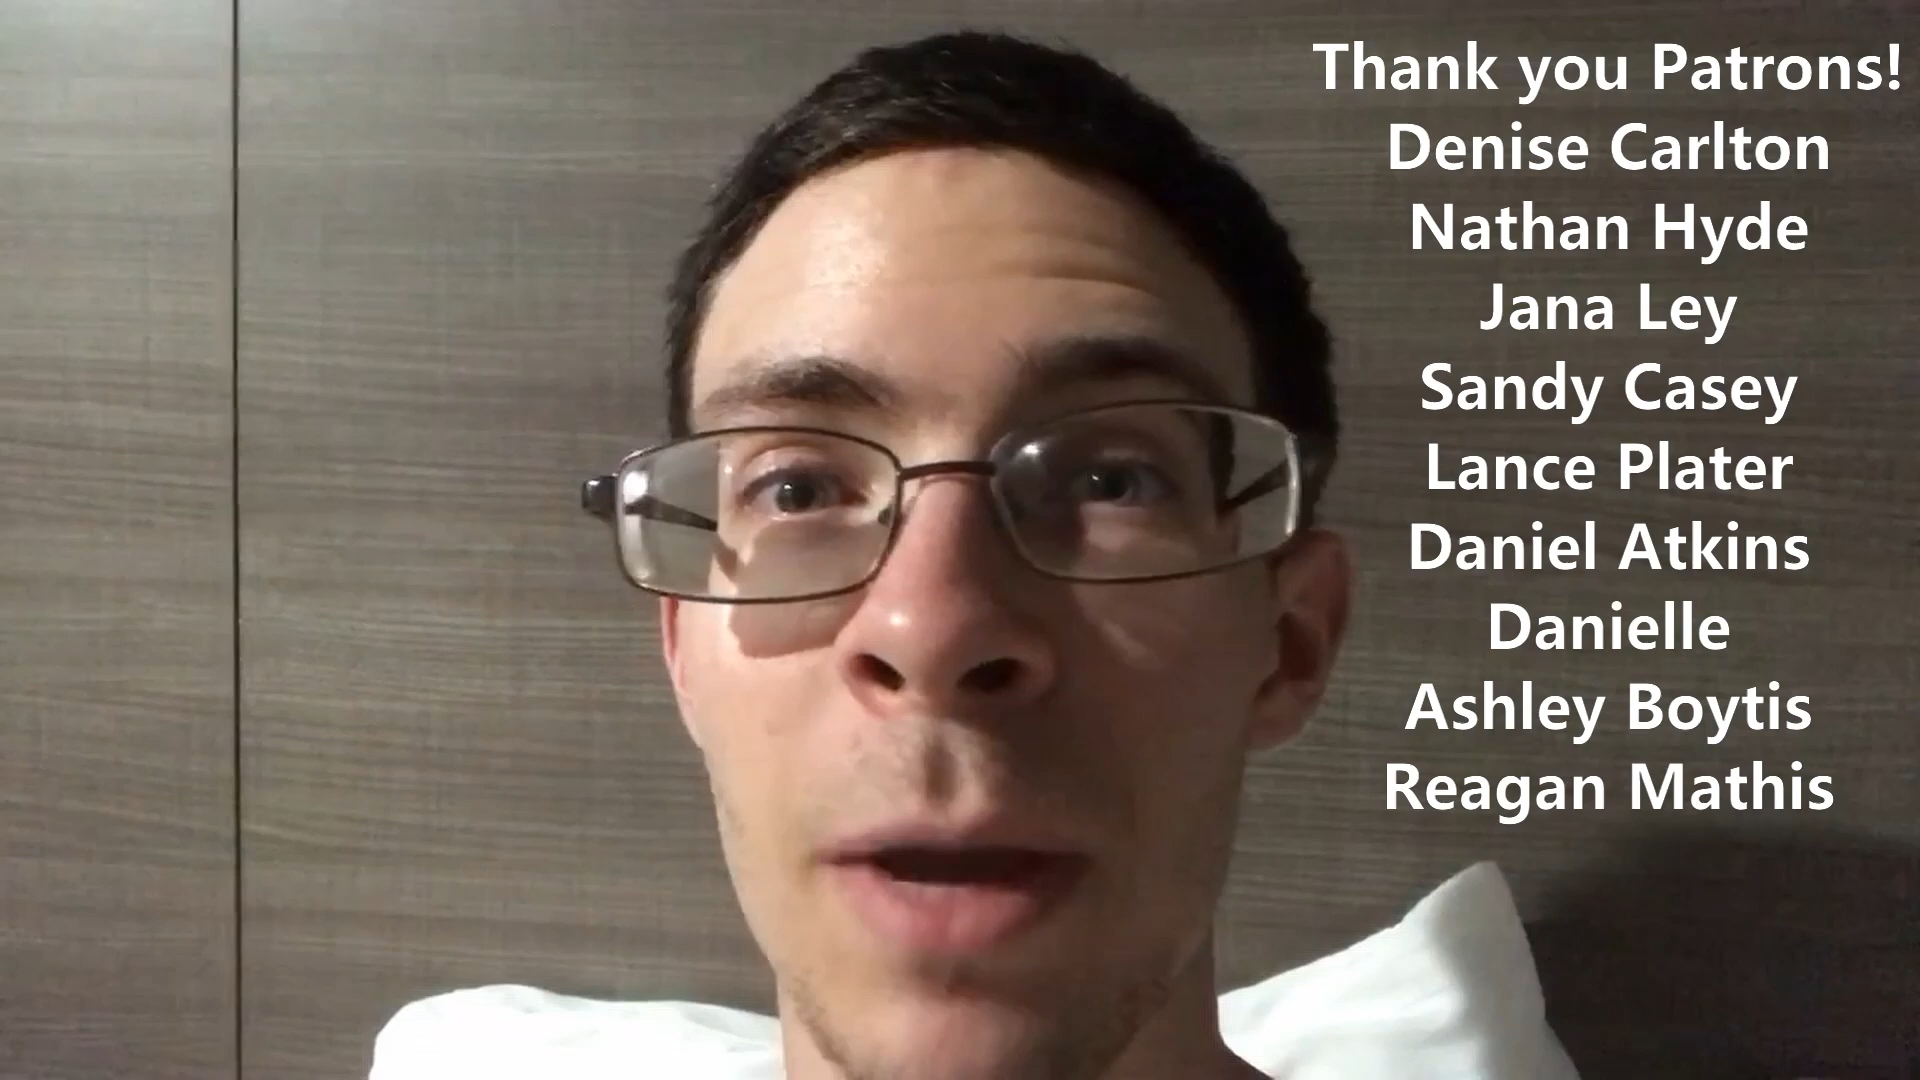 Thank you Patrons!
Denise Carlton
Nathan Hyde
Jana Ley
Sandy Casey
Lance Plater
Daniel Atkins
Danielle
Ashley Boytis
Reagan Mathis